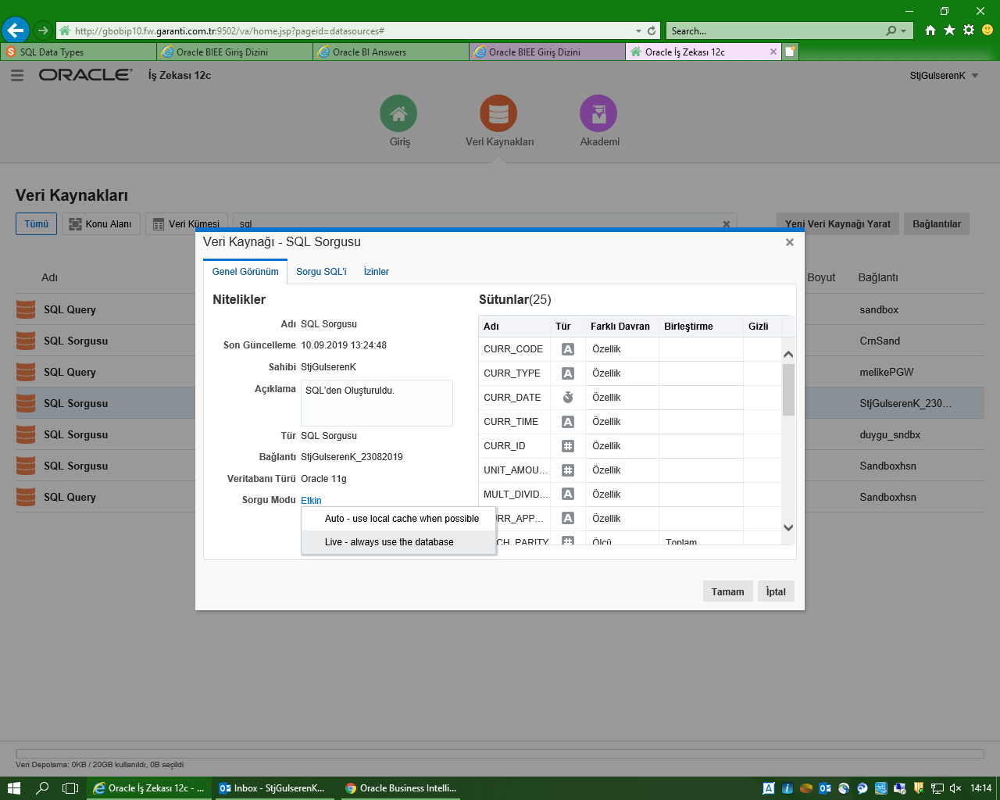 http://gbobip10.fw.garanti.com.tr:9502/va/home.jsp?pageid=datasources#
Search...
SQL Data Types
Oracle BIEE Giriş Dizini
Oracle BI Answers
Oracle BIEE Giriş Dizini
Oracle İş Zekası 12c
ORACLE İş Zekası 12c
StjGulserenK
Giriş
Veri Kaynakları
Akademi
Veri Kaynakları
Tümü
Konu Alanı
Veri Kümesi
sql
Yeni Veri Kaynağı Yarat
Bağlantılar
Adı
Boyut
Bağlantı
SQL Query
sandbox
SQL Sorgusu
CrnSand
SQL Query
melikePGW
SQL Sorgusu
StjGulserenK_230...
SQL Sorgusu
duygu_sndbx
SQL Sorgusu
Sandboxhsn
SQL Query
Sandboxhsn
Veri Kaynağı - SQL Sorgusu
Genel Görünüm
Sorgu SQL'i
İzinler
Nitelikler
Adı SQL Sorgusu
Son Güncelleme 10.09.2019 13:24:48
Sahibi StjGulserenK
Açıklama SQL'den Oluşturuldu.
Tür SQL Sorgusu
Bağlantı StjGulserenK_23082019
Veritabanı Türü Oracle 11g
Sorgu Modu Etkin
Auto - use local cache when possible
Live - always use the database
Sütunlar(25)
Adı Tür Farklı Davran Birleştirme Gizli
CURR_CODE A Özellik
CURR_TYPE A Özellik
CURR_DATE Özellik
CURR_TIME A Özellik
CURR_ID # Özellik
UNIT_AMOU... # Özellik
MULT_DIVID... A Özellik
URR_APP... A Özellik
CH_PARITY # Ölçü Toplam
Tamam
İptal
Veri Depolama: 0KB / 20GB kullanıldı, 0B seçildi
Oracle İş Zekası 12c - ...
Inbox - StjGulserenK...
Oracle Business Intelli...
14:14